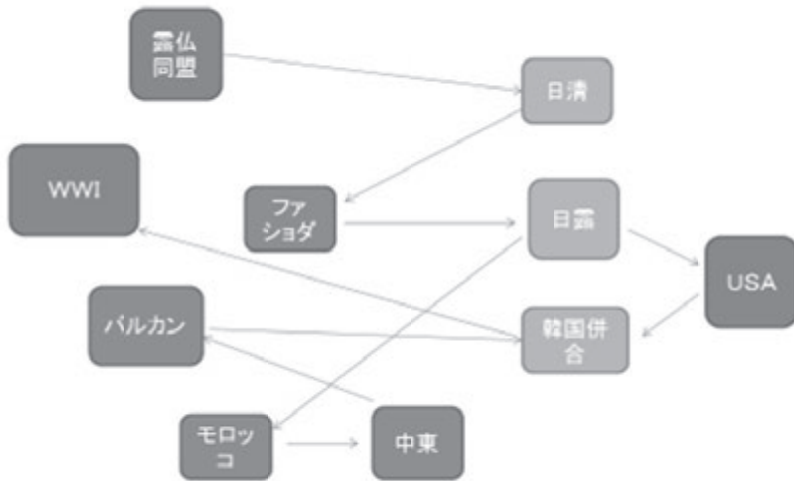 露仏
同盟
日清
WWI
ファ
ショダ
日露
USA
バルカン
韓国併
合
モロッ
コ
中東